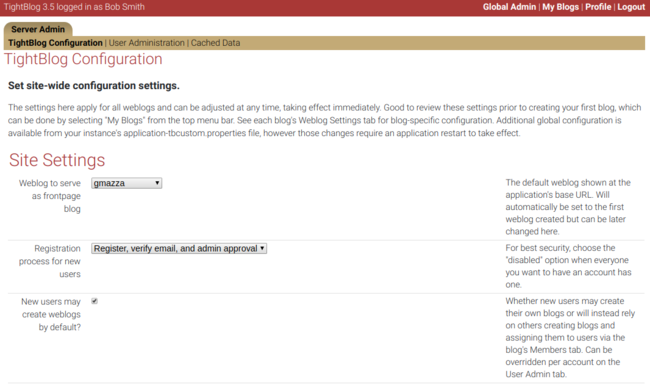 TightBlog 3.5 logged in as Bob Smith
Global Admin | My Blogs | Profile | Logout
Server Admin
TightBlog Configuration | User Administration | Cached Data
TightBlog Configuration
Set site-wide configuration settings.
The settings here apply for all weblogs and can be adjusted at any time, taking effect immediately. Good to review these settings prior to creating your first blog, which
can be done by selecting "My Blogs" from the top menu bar. See each blog's Weblog Settings tab for blog-specific configuration. Additional global configuration is
available from your instance's application-tbcustom.properties file, however those changes require an application restart to take effect.
Site Settings
Weblog to serve
as frontpage
blog
gmazza
The default weblog shown at the
application's base URL. Will
automatically be set to the first
weblog created but can be later
changed here.
Registration
process for new
users
Register, verify email, and admin approval
For best security, choose the
"disabled" option when everyone
you want to have an account has
one.
New users may
create weblogs
by default?
Whether new users may create
their own blogs or will instead rely
on others creating blogs and
assigning them to users via the
blog's Members tab. Can be
overridden per account on the
User Admin tab.